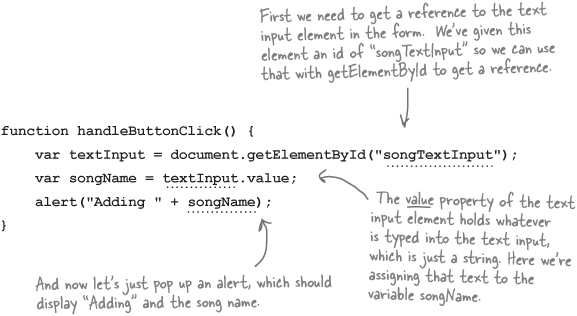 First we need to get a reference to the text
input element in the form. We've given this
element an id of "songTextInput" so we can use
that with getElementById to get a reference.
function handleButtonClick() {
var textInput = document.getElementById("songTextInput");
var songName = textInput.value;
alert("Adding " + songName);
}
The value property of the text
input element holds whatever
is typed into the text input,
which is just a string. Here we're
assigning that text to the
variable songName.
And now let's just pop up an alert, which should
display "Adding" and the song name.